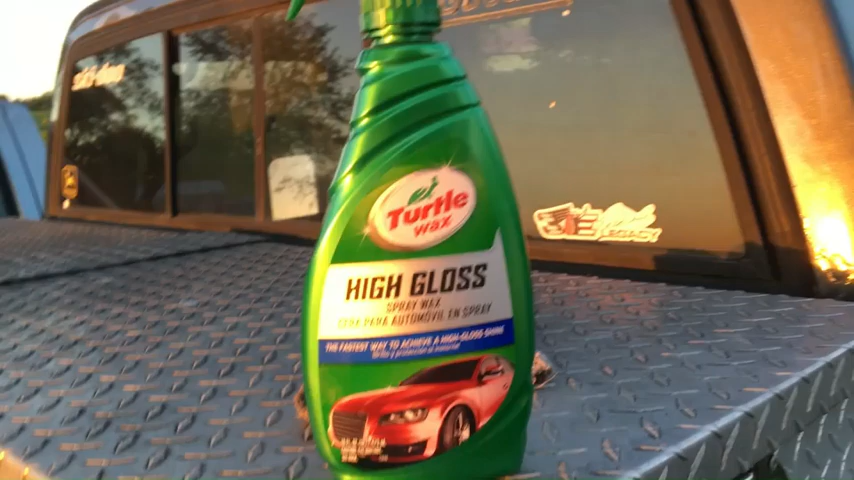 Turtle
wax
HIGH GLOSS
SPRAY WAX
CERA PARA AUTOMÓVIL EN SPRAY
THE FASTEST WAY TO ACHIEVE A HIGH-GLOSS SHINE
LEGACY